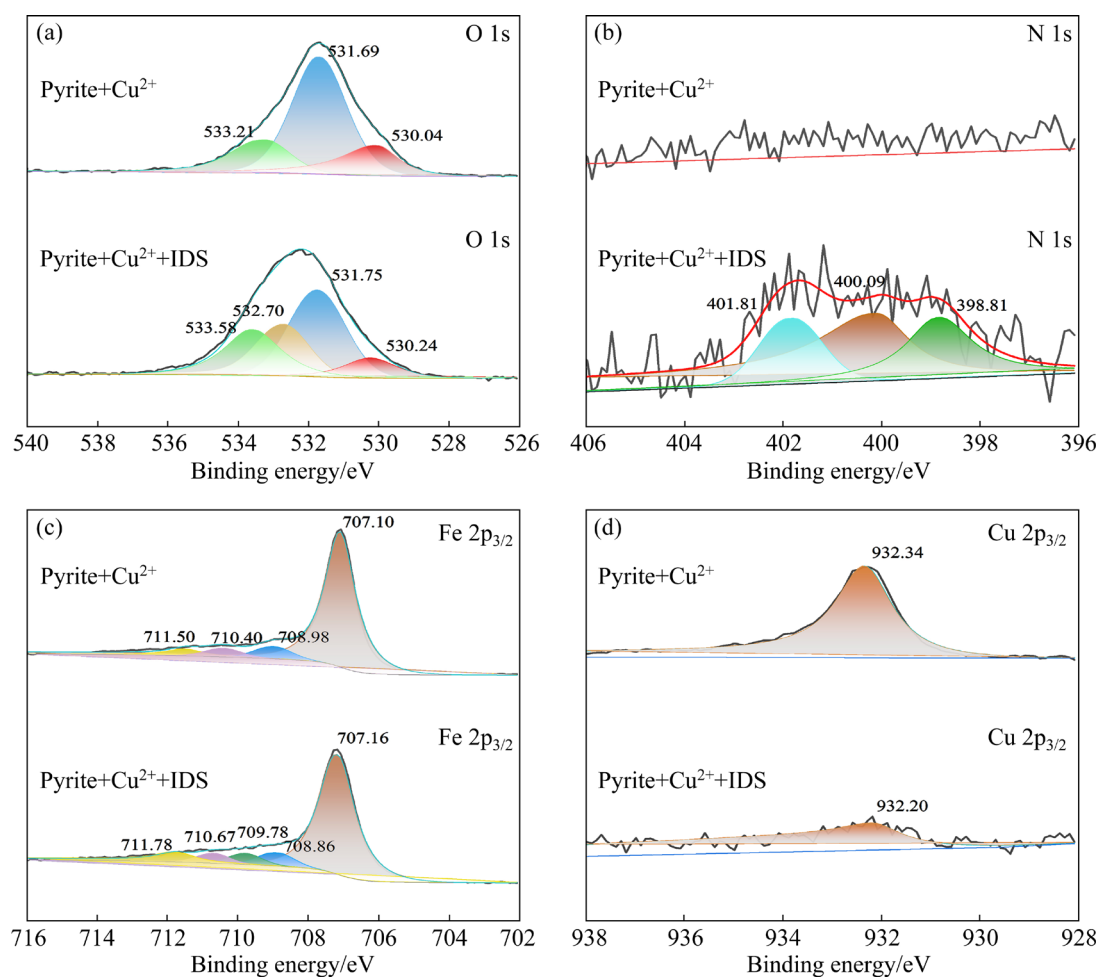 (a)
O 1s
531.69
Pyrite+Cu²⁺
533.21
530.04
O 1s
Pyrite+Cu²⁺+IDS
531.75
532.70
533.58
530.24
540 538 536 534 532 530 528 526
Binding energy/eV
(b)
N 1s
Pyrite+Cu²⁺
N 1s
Pyrite+Cu²⁺+IDS
400.09
401.81
398.81
406 404 402 400 398 396
Binding energy/eV
(c)
707.10
Fe 2p₃/₂
Pyrite+Cu²⁺
711.50 710.40 708.98
707.16
Fe 2p₃/₂
Pyrite+Cu²⁺+IDS
711.78 710.67 709.78 708.86
716 714 712 710 708 706 704 702
Binding energy/eV
(d)
Cu 2p₃/₂
932.34
Pyrite+Cu²⁺
Cu 2p₃/₂
Pyrite+Cu²⁺+IDS
932.20
938 936 934 932 930 928
Binding energy/eV